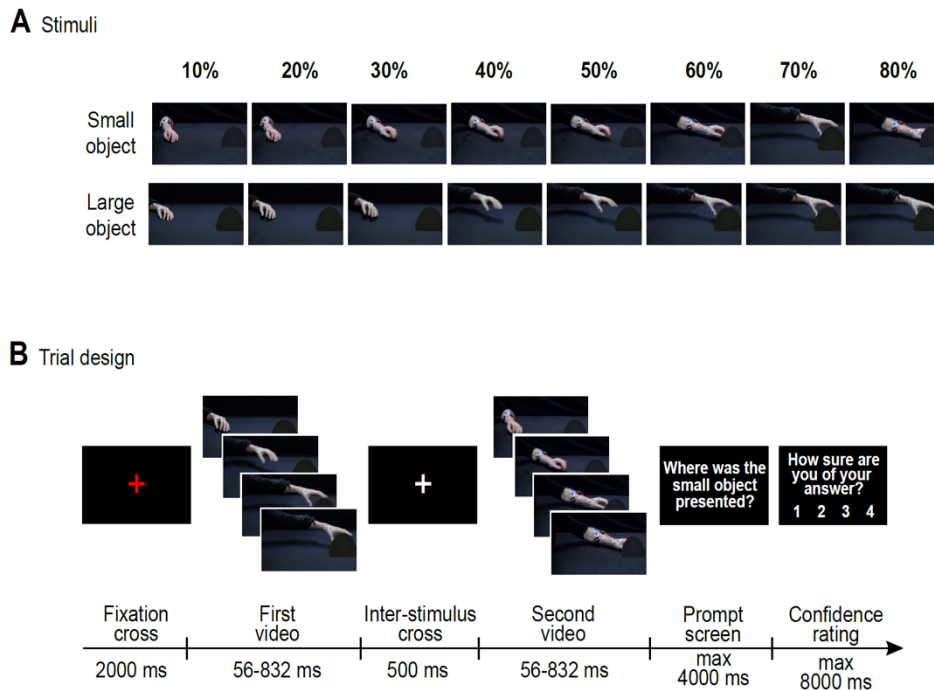 A Stimuli
10% 20% 30% 40% 50% 60% 70% 80%
Small
object
Large
object
B Trial design
Where was the
small object
presented?
How sure are
you of your
answer?
1 2 3 4
Fixation
cross
First
video
Inter-stimulus
cross
Second
video
Prompt
screen
Confidence
rating
2000 ms
56-832 ms
500 ms
56-832 ms
max
4000 ms
max
8000 ms